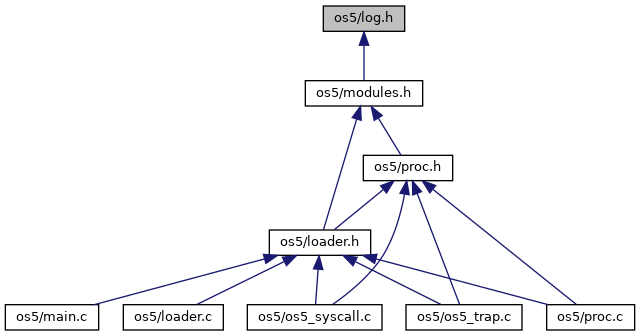 os5/log.h
os5/modules.h
os5/proc.h
os5/loader.h
os5/main.c
os5/loader.c
os5/os5_syscall.c
os5/os5_trap.c
os5/proc.c